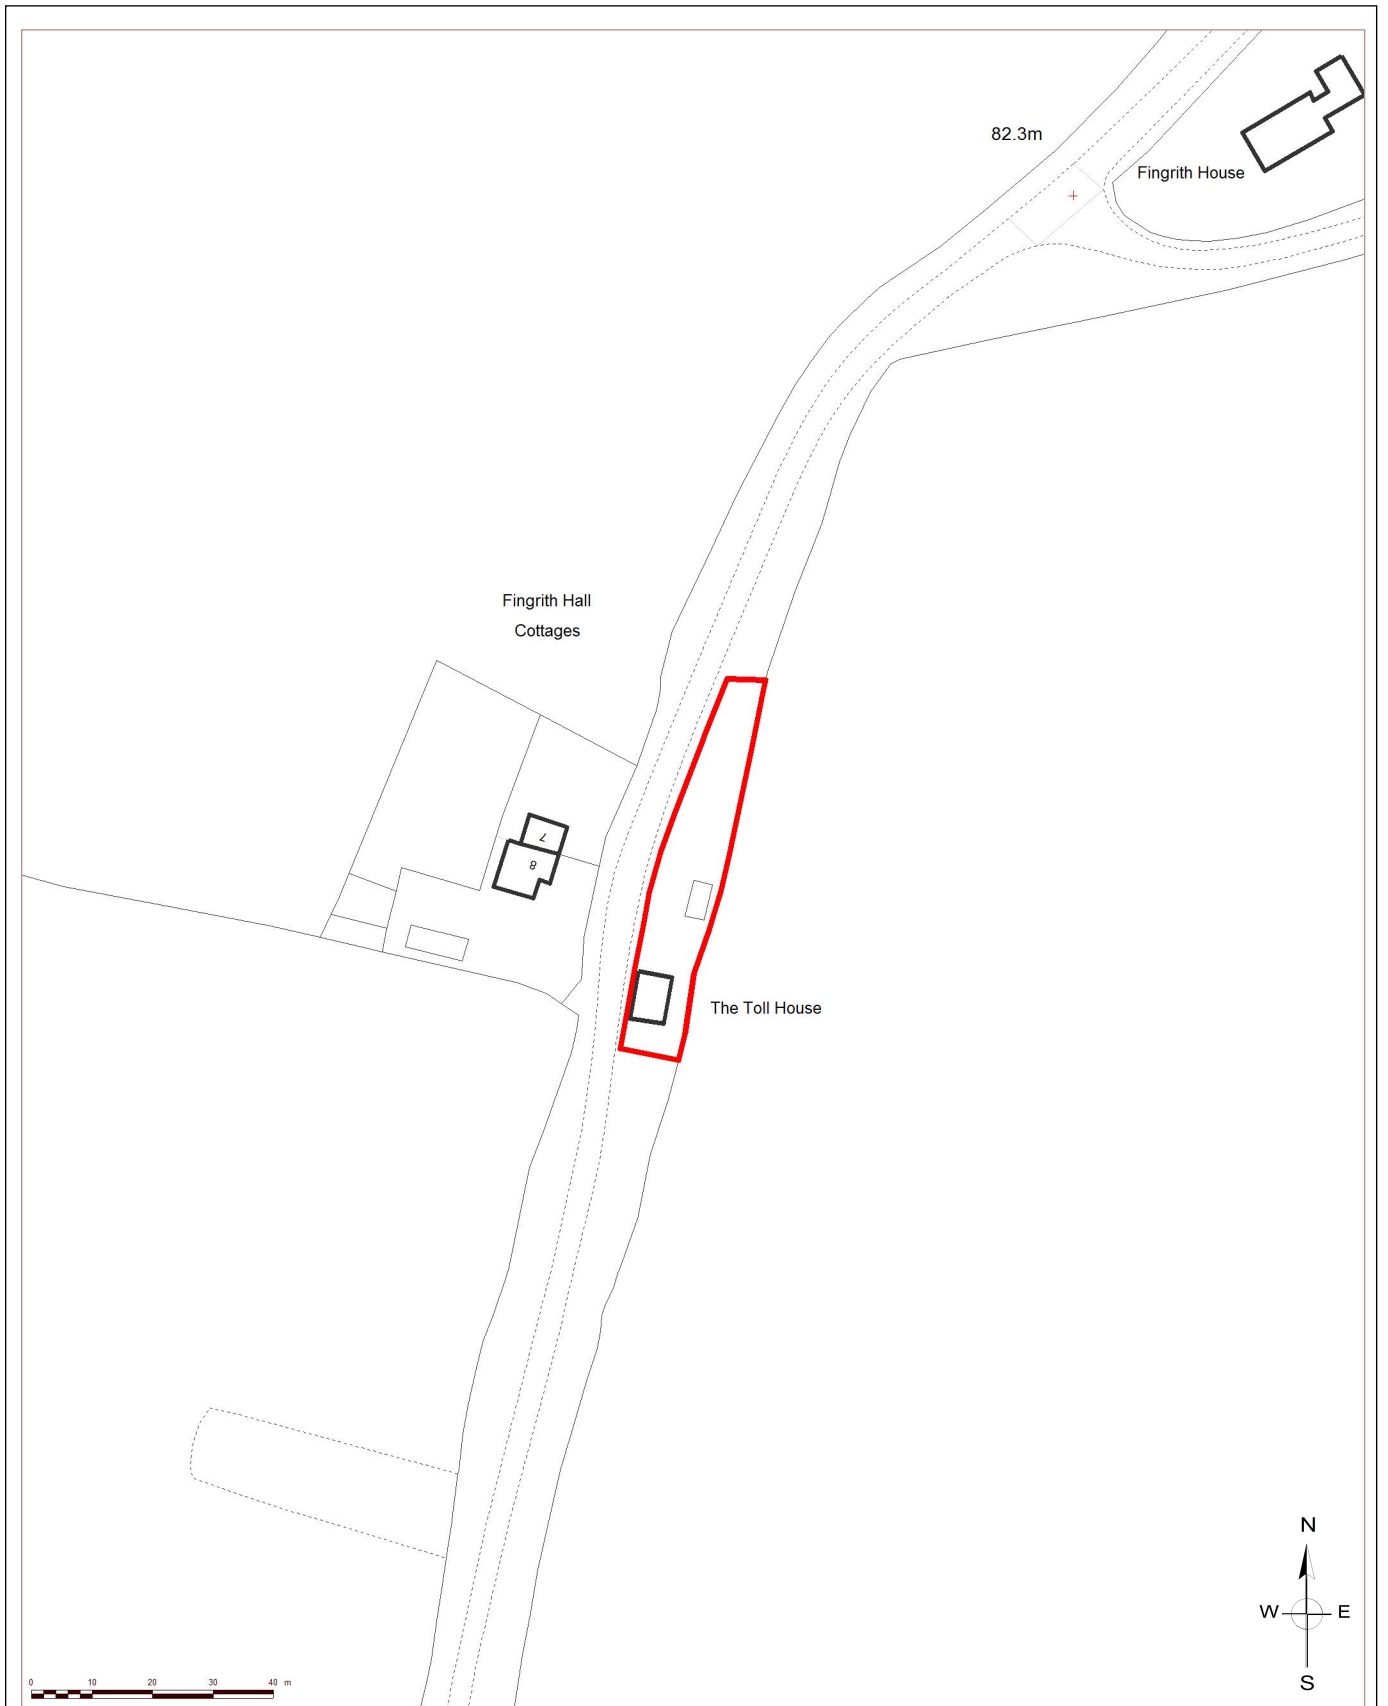 82.3m
Fingrith House
Fingrith Hall
Cottages
7
8
The Toll House
N
W E
S
0 10 20 30 40 m